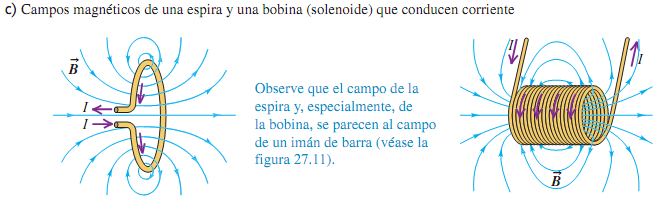 c) Campos magnéticos de una espira y una bobina (solenoide) que conducen corriente
B
I
I
Observe que el campo de la
espira y, especialmente, de
la bobina, se parecen al campo
de un imán de barra (véase la
figura 27.11).
I
I
B